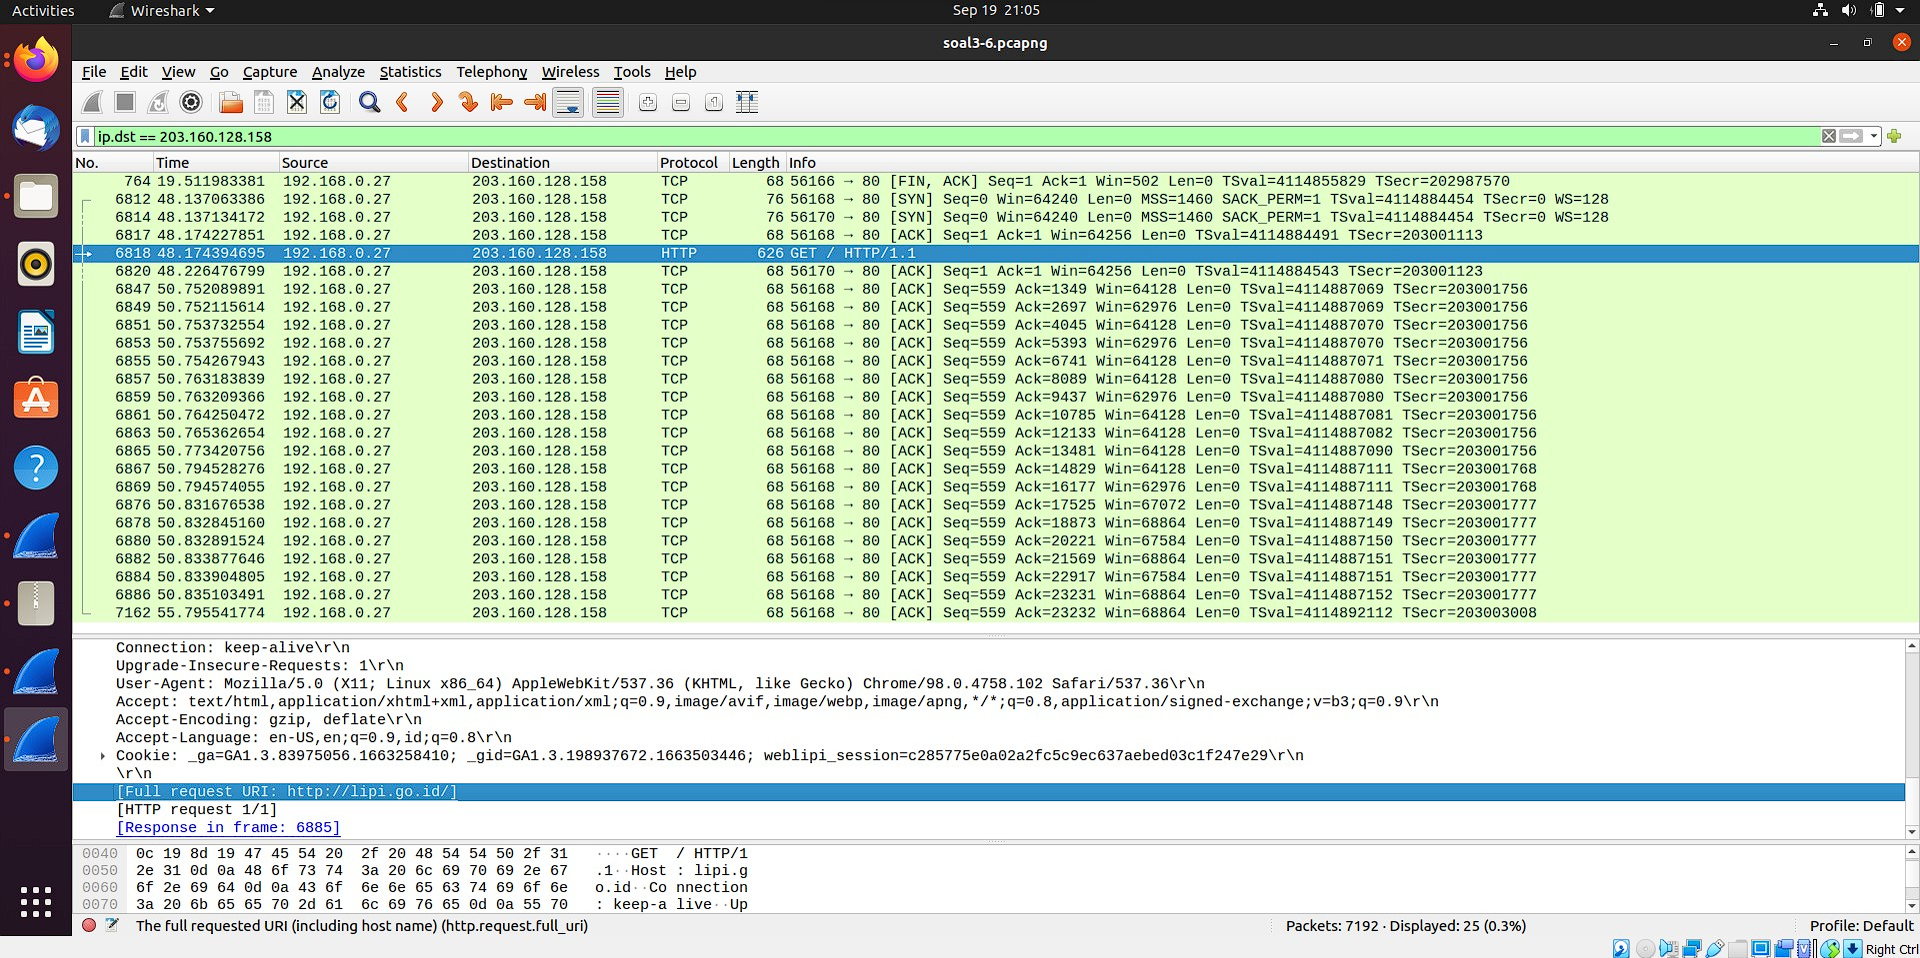 Activities Wireshark Sep 19 21:05
soal3-6.pcapng
File Edit View Go Capture Analyze Statistics Telephony Wireless Tools Help
ip.dst == 203.160.128.158
No. Time Source Destination Protocol Length Info
764 19.511983381 192.168.0.27 203.160.128.158 TCP 68 56166 → 80 [FIN, ACK] Seq=1 Ack=1 Win=502 Len=0 TSval=4114855829 TSecr=202987570
6812 48.137063386 192.168.0.27 203.160.128.158 TCP 76 56168 → 80 [SYN] Seq=0 Win=64240 Len=0 MSS=1460 SACK_PERM=1 TSval=4114884454 TSecr=0 WS=128
6814 48.137134172 192.168.0.27 203.160.128.158 TCP 76 56170 → 80 [SYN] Seq=0 Win=64240 Len=0 MSS=1460 SACK_PERM=1 TSval=4114884454 TSecr=0 WS=128
6817 48.174227851 192.168.0.27 203.160.128.158 TCP 68 56168 → 80 [ACK] Seq=1 Ack=1 Win=64256 Len=0 TSval=4114884491 TSecr=203001113
6818 48.174394695 192.168.0.27 203.160.128.158 HTTP 626 GET / HTTP/1.1
6820 48.226476799 192.168.0.27 203.160.128.158 TCP 68 56170 → 80 [ACK] Seq=1 Ack=1 Win=64256 Len=0 TSval=4114884543 TSecr=203001123
6847 50.752089891 192.168.0.27 203.160.128.158 TCP 68 56168 → 80 [ACK] Seq=559 Ack=1349 Win=64128 Len=0 TSval=4114887069 TSecr=203001756
6849 50.752115614 192.168.0.27 203.160.128.158 TCP 68 56168 → 80 [ACK] Seq=559 Ack=2697 Win=62976 Len=0 TSval=4114887069 TSecr=203001756
6851 50.753732554 192.168.0.27 203.160.128.158 TCP 68 56168 → 80 [ACK] Seq=559 Ack=4045 Win=64128 Len=0 TSval=4114887070 TSecr=203001756
6853 50.753755692 192.168.0.27 203.160.128.158 TCP 68 56168 → 80 [ACK] Seq=559 Ack=5393 Win=62976 Len=0 TSval=4114887070 TSecr=203001756
6855 50.754267943 192.168.0.27 203.160.128.158 TCP 68 56168 → 80 [ACK] Seq=559 Ack=6741 Win=64128 Len=0 TSval=4114887071 TSecr=203001756
6857 50.763183839 192.168.0.27 203.160.128.158 TCP 68 56168 → 80 [ACK] Seq=559 Ack=8089 Win=64128 Len=0 TSval=4114887080 TSecr=203001756
6859 50.763209366 192.168.0.27 203.160.128.158 TCP 68 56168 → 80 [ACK] Seq=559 Ack=9437 Win=62976 Len=0 TSval=4114887080 TSecr=203001756
6861 50.764250472 192.168.0.27 203.160.128.158 TCP 68 56168 → 80 [ACK] Seq=559 Ack=10785 Win=64128 Len=0 TSval=4114887081 TSecr=203001756
6863 50.765362654 192.168.0.27 203.160.128.158 TCP 68 56168 → 80 [ACK] Seq=559 Ack=12133 Win=64128 Len=0 TSval=4114887082 TSecr=203001756
6865 50.773420756 192.168.0.27 203.160.128.158 TCP 68 56168 → 80 [ACK] Seq=559 Ack=13481 Win=64128 Len=0 TSval=4114887090 TSecr=203001756
6867 50.794528276 192.168.0.27 203.160.128.158 TCP 68 56168 → 80 [ACK] Seq=559 Ack=14829 Win=64128 Len=0 TSval=4114887111 TSecr=203001768
6869 50.794574055 192.168.0.27 203.160.128.158 TCP 68 56168 → 80 [ACK] Seq=559 Ack=16177 Win=62976 Len=0 TSval=4114887111 TSecr=203001768
6876 50.831676538 192.168.0.27 203.160.128.158 TCP 68 56168 → 80 [ACK] Seq=559 Ack=17525 Win=67072 Len=0 TSval=4114887148 TSecr=203001777
6878 50.832845160 192.168.0.27 203.160.128.158 TCP 68 56168 → 80 [ACK] Seq=559 Ack=18873 Win=68864 Len=0 TSval=4114887149 TSecr=203001777
6880 50.832891524 192.168.0.27 203.160.128.158 TCP 68 56168 → 80 [ACK] Seq=559 Ack=20221 Win=67584 Len=0 TSval=4114887150 TSecr=203001777
6882 50.833877646 192.168.0.27 203.160.128.158 TCP 68 56168 → 80 [ACK] Seq=559 Ack=21569 Win=68864 Len=0 TSval=4114887151 TSecr=203001777
6884 50.833904805 192.168.0.27 203.160.128.158 TCP 68 56168 → 80 [ACK] Seq=559 Ack=22917 Win=67584 Len=0 TSval=4114887151 TSecr=203001777
6886 50.835103491 192.168.0.27 203.160.128.158 TCP 68 56168 → 80 [ACK] Seq=559 Ack=23231 Win=68864 Len=0 TSval=4114887152 TSecr=203001777
7162 55.795541774 192.168.0.27 203.160.128.158 TCP 68 56168 → 80 [ACK] Seq=559 Ack=23232 Win=68864 Len=0 TSval=4114892112 TSecr=203003008
Connection: keep-alive\r\n
Upgrade-Insecure-Requests: 1\r\n
User-Agent: Mozilla/5.0 (X11; Linux x86_64) AppleWebKit/537.36 (KHTML, like Gecko) Chrome/98.0.4758.102 Safari/537.36\r\n
Accept: text/html,application/xhtml+xml,application/xml;q=0.9,image/avif,image/webp,image/apng,*/*;q=0.8,application/signed-exchange;v=b3;q=0.9\r\n
Accept-Encoding: gzip, deflate\r\n
Accept-Language: en-US,en;q=0.9,id;q=0.8\r\n
Cookie: _ga=GA1.3.83975056.1663258410; _gid=GA1.3.198937672.1663503446; weblipi_session=c285775e0a02a2fc5c9ec637aebed03c1f247e29\r\n
\r\n
[Full request URI: http://lipi.go.id/]
[HTTP request 1/1]
[Response in frame: 6885]
0040 0c 19 8d 19 47 45 54 20 2f 20 48 54 54 50 2f 31 ····GET / HTTP/1
0050 2e 31 0d 0a 48 6f 73 74 3a 20 6c 69 70 69 2e 67 .1··Host : lipi.g
0060 6f 2e 69 64 0d 0a 43 6f 6e 6e 65 63 74 69 6f 6e o.id··Co nnection
0070 3a 20 6b 65 65 70 2d 61 6c 69 76 65 0d 0a 55 70 : keep-a live··Up
The full requested URI (including host name) (http.request.full_uri) Packets: 7192 · Displayed: 25 (0.3%) Profile: Default
Right Ctrl